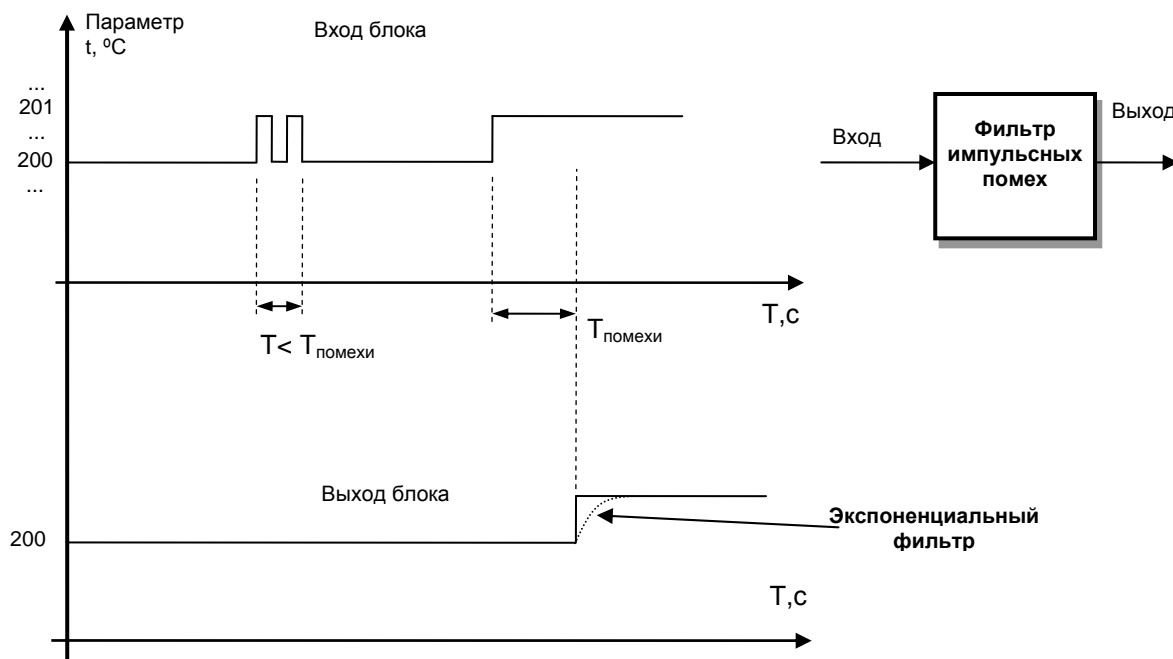 Параметр
t, ºC
Вход блока
...
201
...
200
...
Вход
Фильтр
импульсных
помех
Выход
T,c
T< Tпомехи
Tпомехи
Выход блока
200
Экспоненциальный
фильтр
T,c